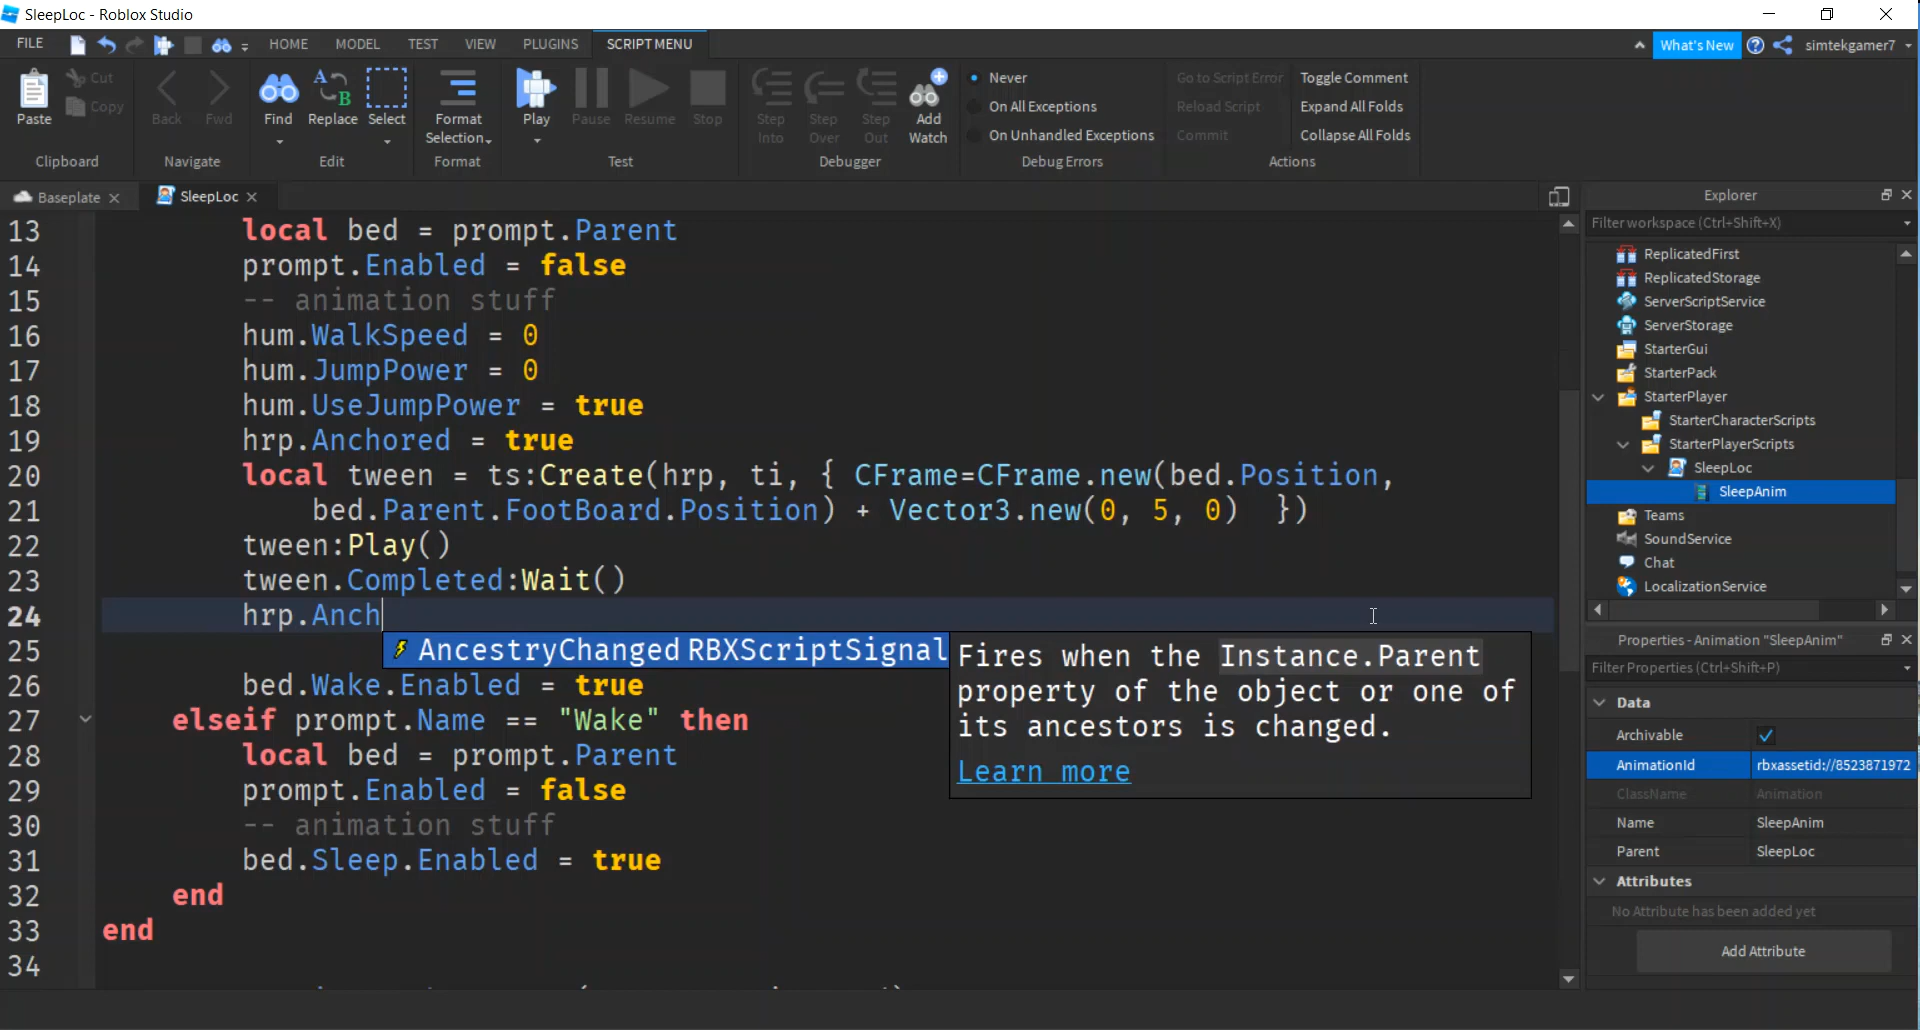 SleepLoc - Roblox Studio
FILE HOME MODEL TEST VIEW PLUGINS SCRIPT MENU What's New simtekgamer7
Paste Cut Copy Back Fwd Find Replace Select Format Selection Play Pause Resume Stop Step Into Step Over Step Out Add Watch
Never
On All Exceptions
On Unhandled Exceptions
Go to Script Error
Reload Script
Commit
Toggle Comment
Expand All Folds
Collapse All Folds
Clipboard Navigate Edit Format Test Debugger Debug Errors Actions
Baseplate SleepLoc
13 local bed = prompt.Parent
14 prompt.Enabled = false
15 -- animation stuff
16 hum.WalkSpeed = 0
17 hum.JumpPower = 0
18 hum.UseJumpPower = true
19 hrp.Anchored = true
20 local tween = ts:Create(hrp, ti, { CFrame=CFrame.new(bed.Position,
21 bed.Parent.FootBoard.Position) + Vector3.new(0, 5, 0) })
22 tween:Play()
23 tween.Completed:Wait()
24 hrp.Anch
AncestryChanged RBXScriptSignal
Fires when the Instance.Parent
property of the object or one of
its ancestors is changed.
Learn more
25
26 bed.Wake.Enabled = true
27 elseif prompt.Name == "Wake" then
28 local bed = prompt.Parent
29 prompt.Enabled = false
30 -- animation stuff
31 bed.Sleep.Enabled = true
32 end
33 end
34
Explorer
Filter workspace (Ctrl+Shift+X)
ReplicatedFirst
ReplicatedStorage
ServerScriptService
ServerStorage
StarterGui
StarterPack
StarterPlayer
StarterCharacterScripts
StarterPlayerScripts
SleepLoc
SleepAnim
Teams
SoundService
Chat
LocalizationService
Properties - Animation "SleepAnim"
Filter Properties (Ctrl+Shift+P)
Data
Archivable
AnimationId rbxassetid://8523871972
ClassName Animation
Name SleepAnim
Parent SleepLoc
Attributes
No Attribute has been added yet
Add Attribute